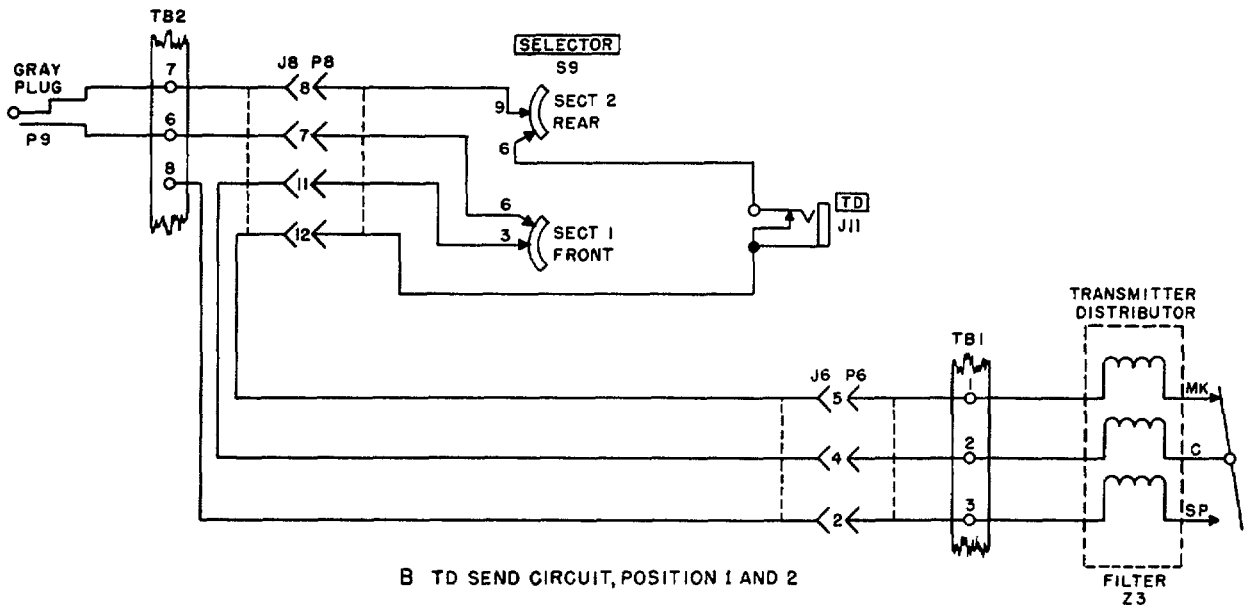 TB2
GRAY
PLUG
P9
7
6
8
J8 P8
8
7
11
12
SELECTOR
S9
9
SECT 2
REAR
6
6
3
SECT 1
FRONT
TD
J11
TRANSMITTER
DISTRIBUTOR
TB1
J6 P6
5
1
MK
4
2
C
2
3
SP
FILTER
Z3
B TD SEND CIRCUIT, POSITION 1 AND 2